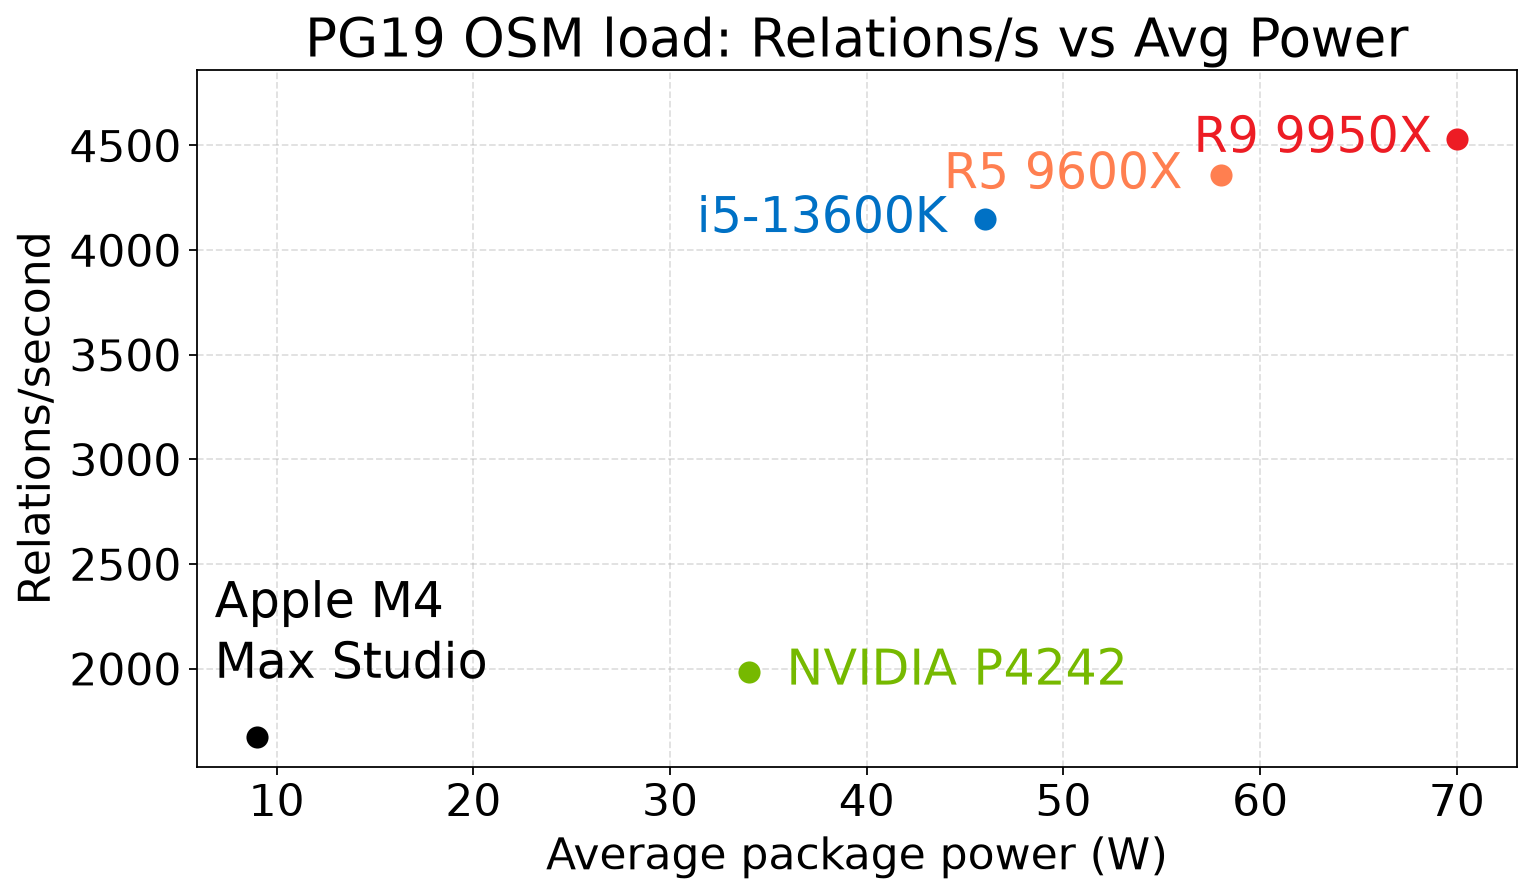 PG19 OSM load: Relations/s vs Avg Power
Relations/second
4500
4000
3500
3000
2500
2000
R9 9950X
R5 9600X
i5-13600K
Apple M4
Max Studio
NVIDIA P4242
10
20
30
40
50
60
70
Average package power (W)